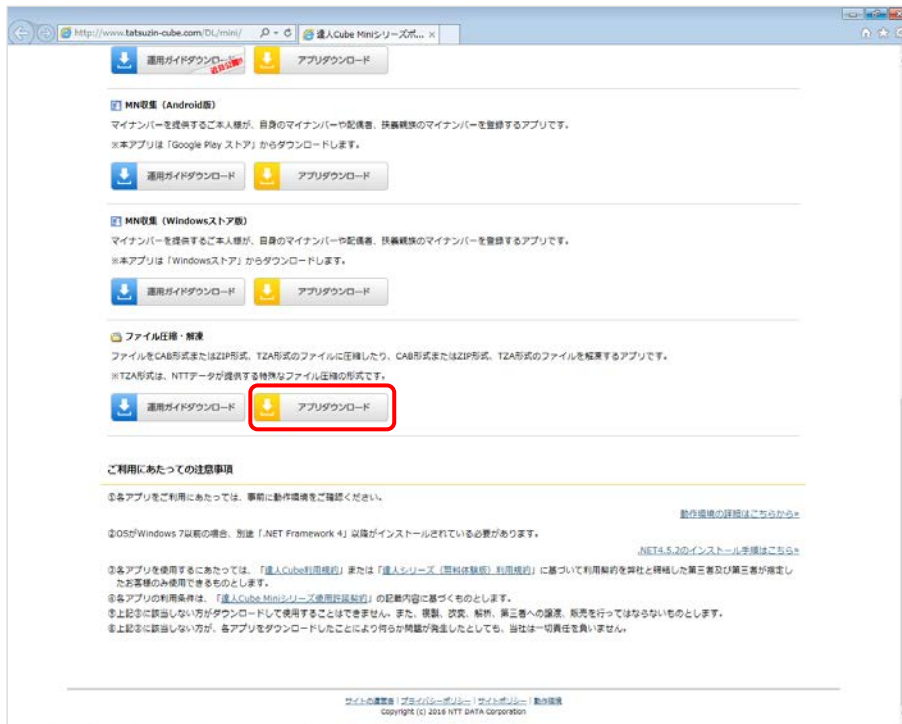 http://www.tatsuzin-cube.com/DL/mini/
達人Cube Miniシリーズポ...
運用ガイドダウンロード
近日公開!!
アプリダウンロード
MN収集（Android版）
マイナンバーを提供するご本人様が、自身のマイナンバーや配偶者、扶養親族のマイナンバーを登録するアプリです。
※本アプリは「Google Play ストア」からダウンロードします。
運用ガイドダウンロード
アプリダウンロード
MN収集（Windowsストア版）
マイナンバーを提供するご本人様が、自身のマイナンバーや配偶者、扶養親族のマイナンバーを登録するアプリです。
※本アプリは「Windowsストア」からダウンロードします。
運用ガイドダウンロード
アプリダウンロード
ファイル圧縮・解凍
ファイルをCAB形式またはZIP形式、TZA形式のファイルに圧縮したり、CAB形式またはZIP形式、TZA形式のファイルを解凍するアプリです。
※TZA形式は、NTTデータが提供する特殊なファイル圧縮の形式です。
運用ガイドダウンロード
アプリダウンロード
ご利用にあたっての注意事項
①各アプリをご利用にあたっては、事前に動作環境をご確認ください。
動作環境の詳細はこちらから»
②OSがWindows 7以前の場合、別途「.NET Framework 4」以降がインストールされている必要があります。
.NET4.5.2のインストール手順はこちら»
③各アプリを使用するにあたっては、「達人Cube利用規約」または「達人シリーズ（無料体験版）利用規約」に基づいて利用契約を弊社と締結した第三者及び第三者が指定し
たお客様のみ使用できるものとします。
④各アプリの利用条件は、「達人Cube Miniシリーズ使用許諾契約」の記載内容に基づくものとします。
⑤上記③に該当しない方がダウンロードして使用することはできません。また、複製、改変、解析、第三者への譲渡、販売を行ってはならないものとします。
⑥上記③に該当しない方が、各アプリをダウンロードしたことにより何らか問題が発生したとしても、当社は一切責任を負いません。
サイトの運営者 | プライバシーポリシー | サイトポリシー | 動作環境
Copyright (c) 2016 NTT DATA Corporation